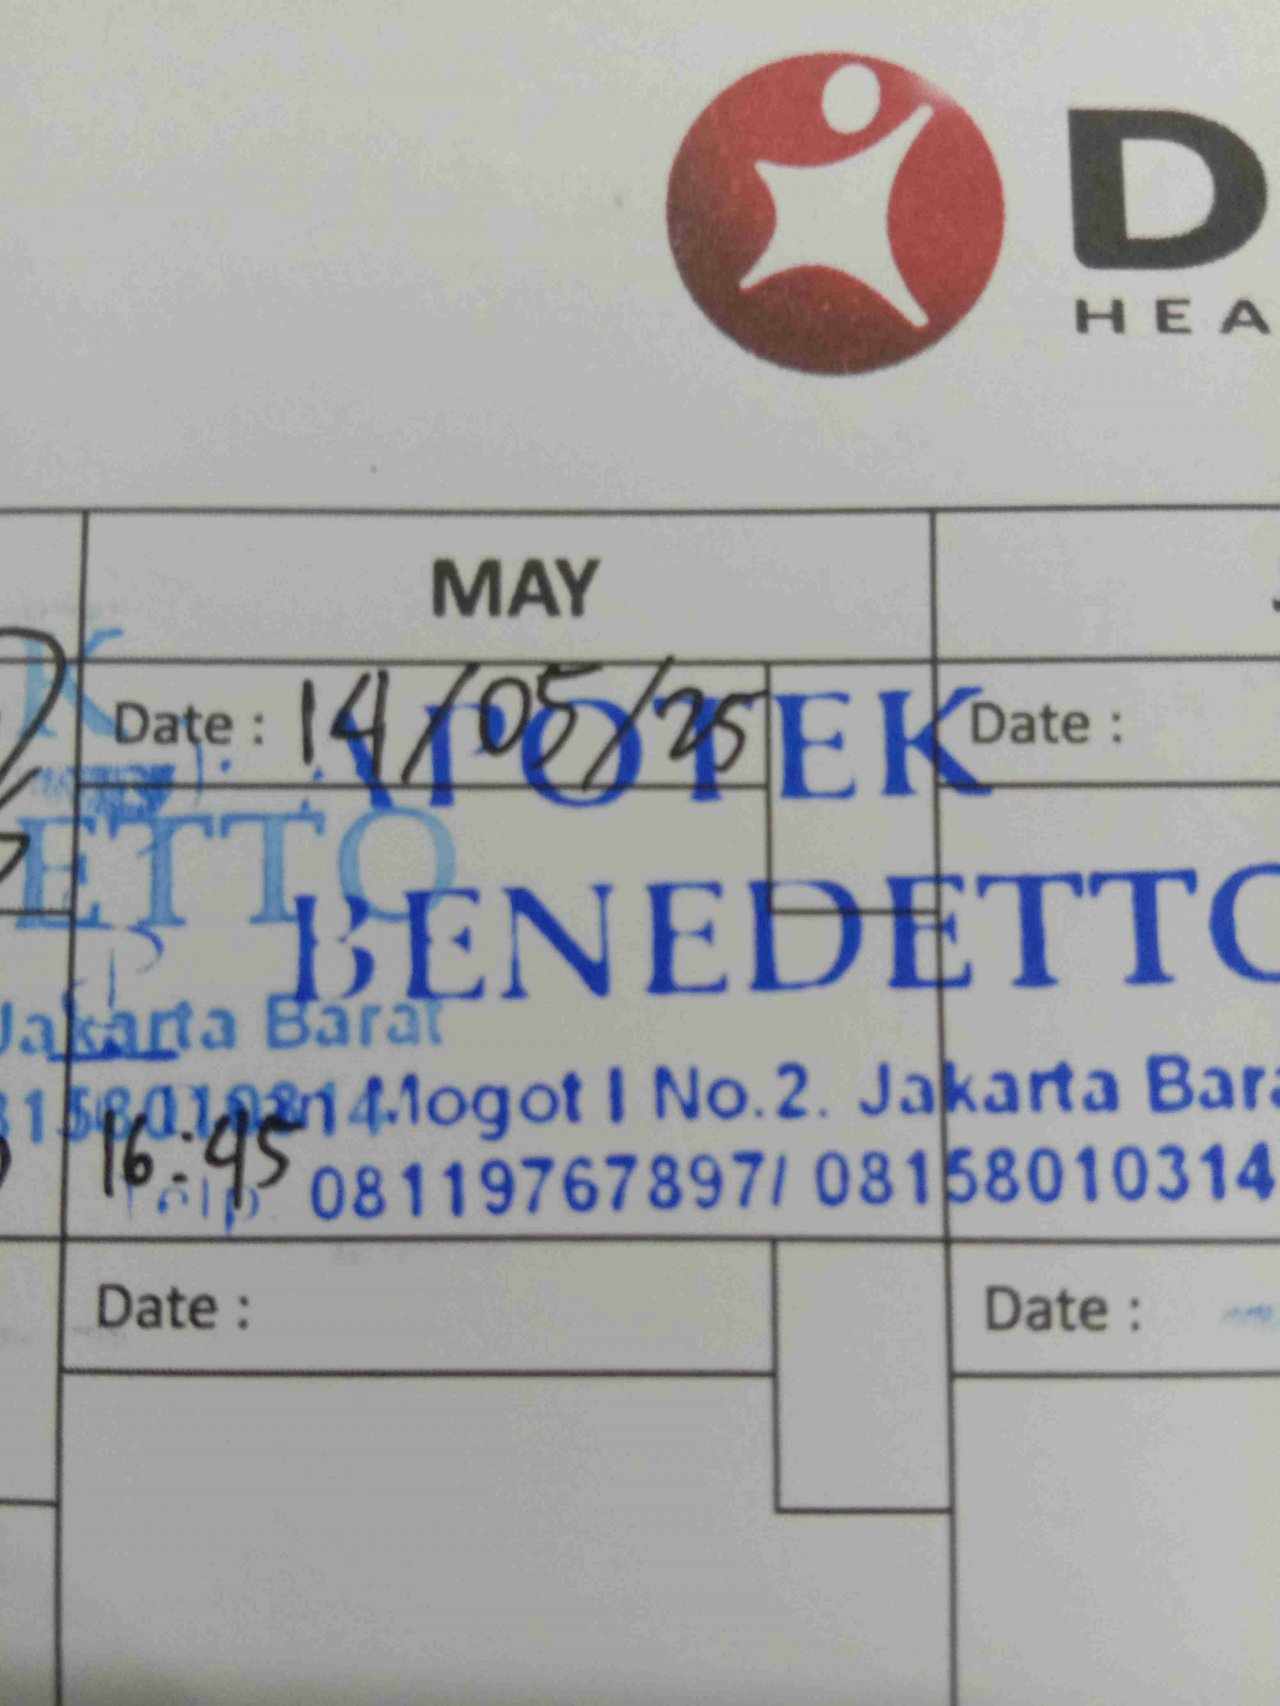 D
HEA
MAY
Date : 14/05/25
Date :
K
APOTEK
ETTO
BENEDETTO
Jakarta Barat
Mogot I No.2. Jakarta Bara
16:45
08119767897/ 08158010314
Date :
Date :